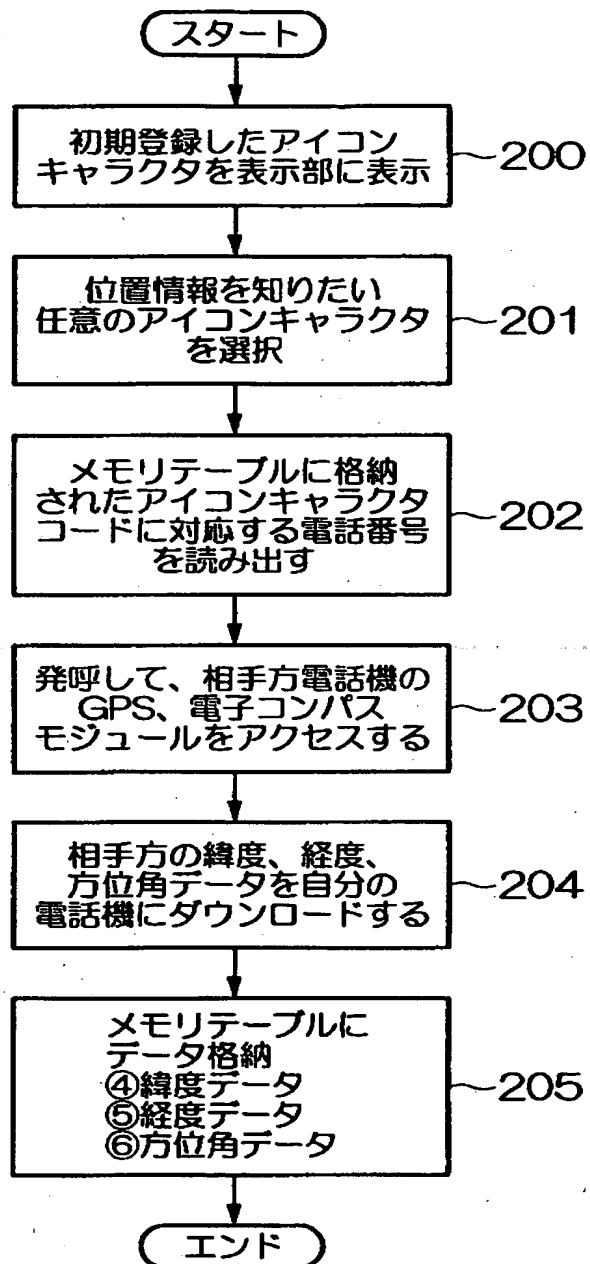 スタート
初期登録したアイコン
キャラクタを表示部に表示
200
位置情報を知りたい
任意のアイコンキャラクタ
を選択
201
メモリテーブルに格納
されたアイコンキャラクタ
コードに対応する電話番号
を読み出す
202
発呼して、相手方電話機の
GPS、電子コンパス
モジュールをアクセスする
203
相手方の緯度、経度、
方位角データを自分の
電話機にダウンロードする
204
メモリテーブルに
データ格納
④緯度データ
⑤経度データ
⑥方位角データ
205
エンド